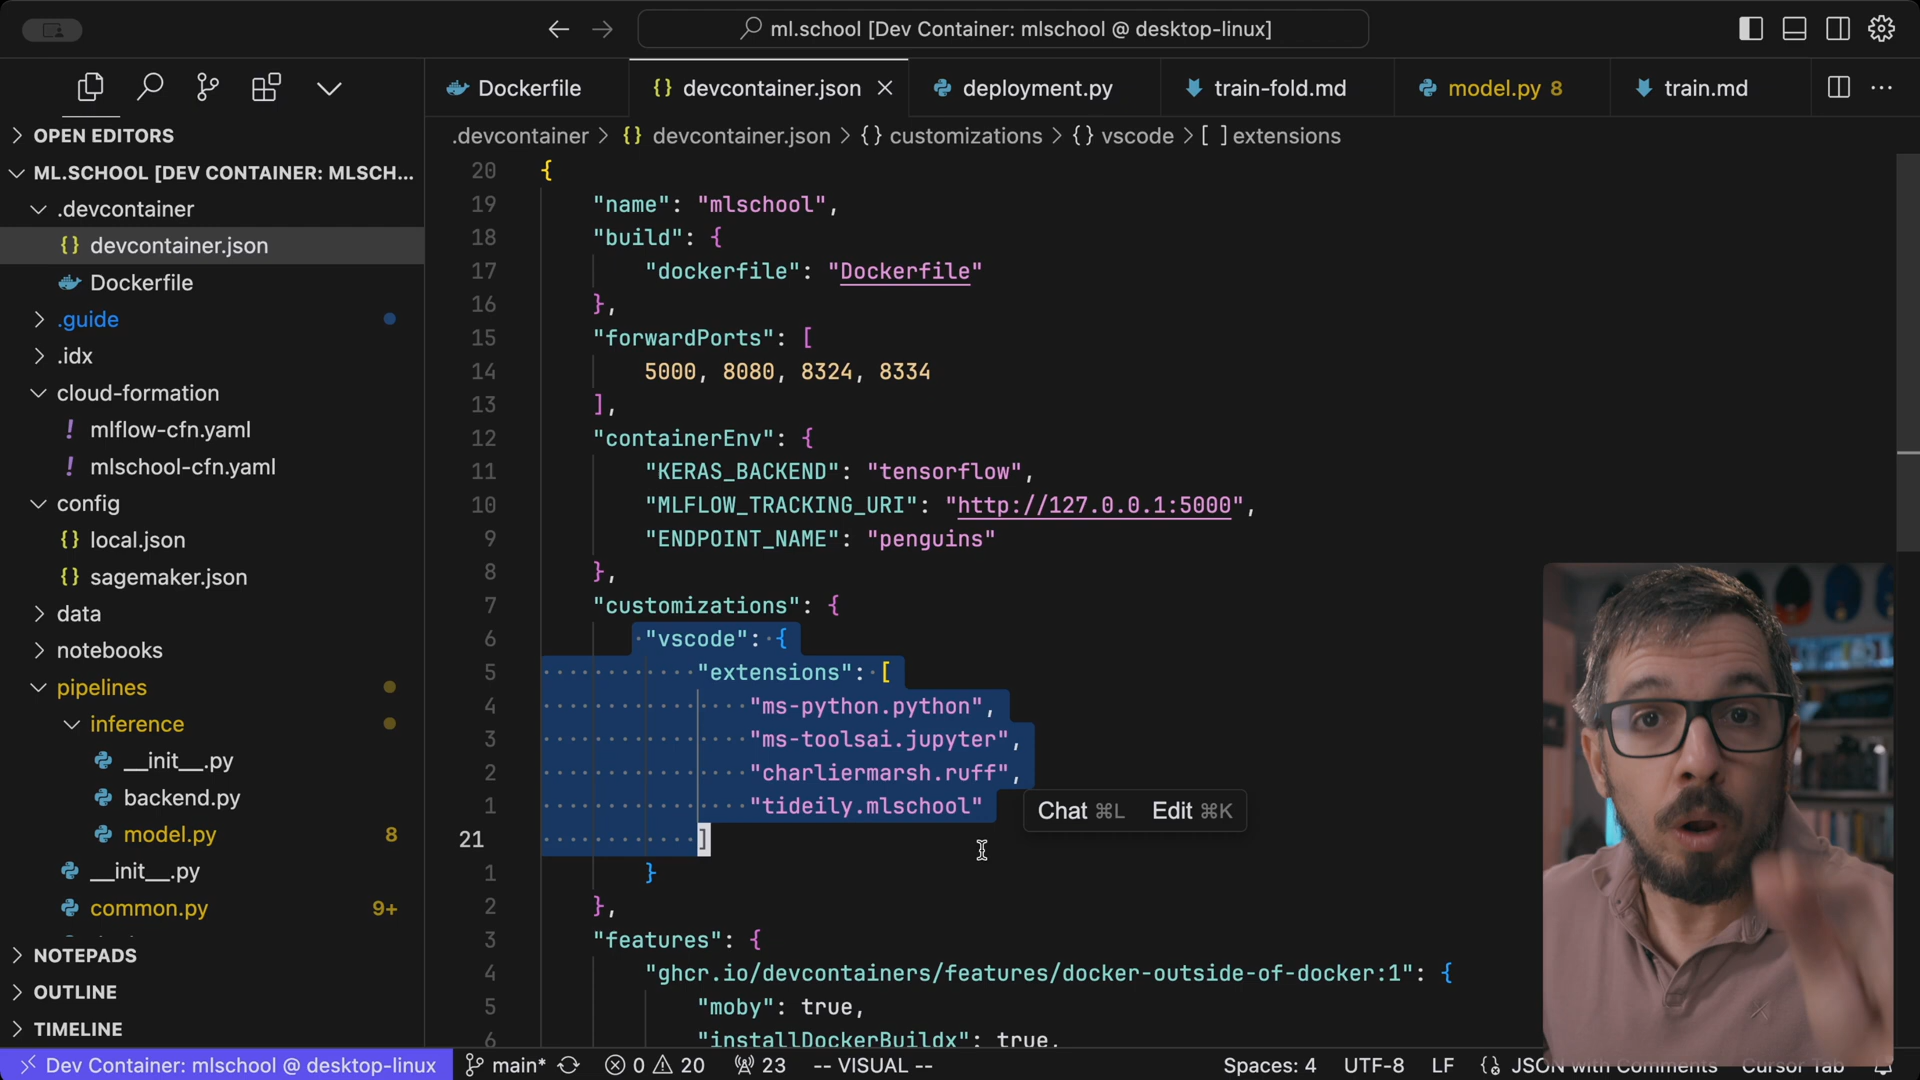 ml.school [Dev Container: mlschool @ desktop-linux]
Dockerfile
devcontainer.json
deployment.py
train-fold.md
model.py 8
train.md
.devcontainer > {} devcontainer.json > {} customizations > {} vscode > [ ] extensions
OPEN EDITORS
ML.SCHOOL [DEV CONTAINER: MLSCH...
.devcontainer
{} devcontainer.json
Dockerfile
.guide
.idx
cloud-formation
! mlflow-cfn.yaml
! mlschool-cfn.yaml
config
{} local.json
{} sagemaker.json
data
notebooks
pipelines
inference
__init__.py
backend.py
model.py 8
__init__.py
common.py 9+
NOTEPADS
OUTLINE
TIMELINE
20 {
19 "name": "mlschool",
18 "build": {
17 "dockerfile": "Dockerfile"
16 },
15 "forwardPorts": [
14 5000, 8080, 8324, 8334
13 ],
12 "containerEnv": {
11 "KERAS_BACKEND": "tensorflow",
10 "MLFLOW_TRACKING_URI": "http://127.0.0.1:5000",
9 "ENDPOINT_NAME": "penguins"
8 },
7 "customizations": {
6 "vscode": {
5 "extensions": [
4 "ms-python.python",
3 "ms-toolsai.jupyter",
2 "charliermarsh.ruff",
1 "tideily.mlschool"
21 ]
1 }
2 },
3 "features": {
4 "ghcr.io/devcontainers/features/docker-outside-of-docker:1": {
5 "moby": true,
6 "installDockerBuildx": true,
Chat ⌘L Edit ⌘K
Dev Container: mlschool @ desktop-linux
main*
0
20
23
-- VISUAL --
Spaces: 4
UTF-8
LF
{} JSON with Comments
Cursor Tab